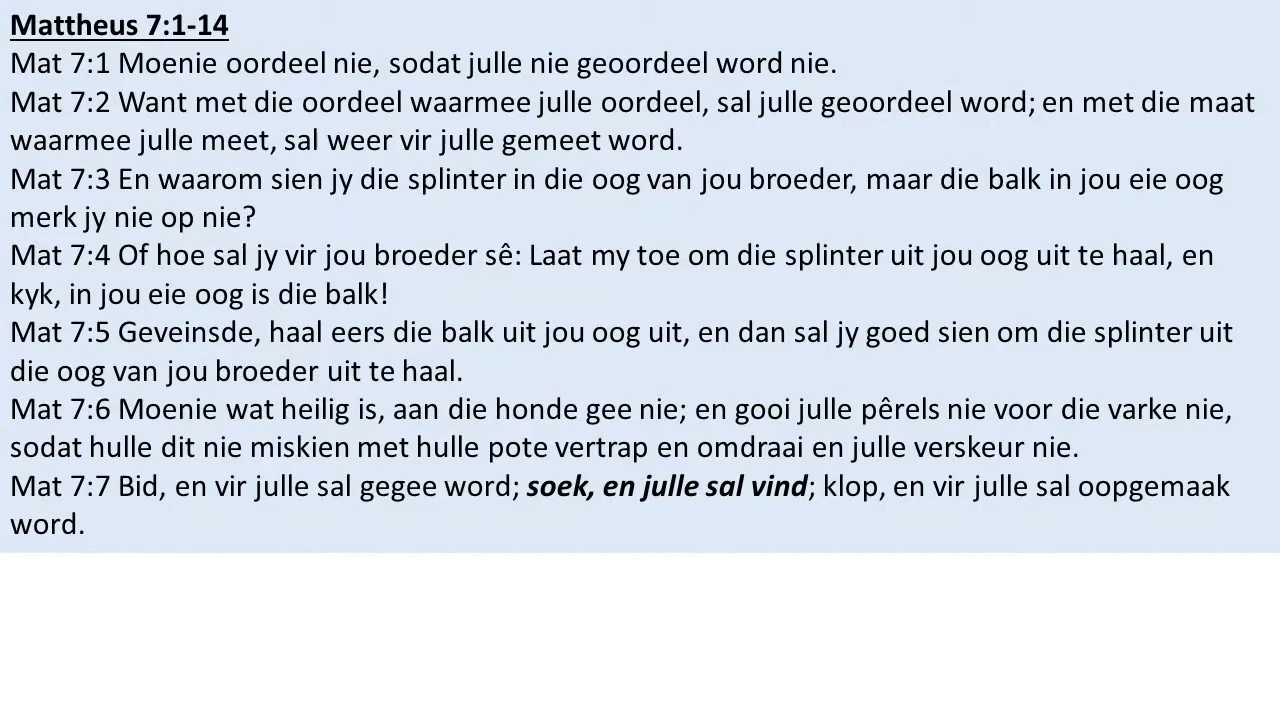 Mattheus 7:1-14
Mat 7:1 Moenie oordeel nie, sodat julle nie geoordeel word nie.
Mat 7:2 Want met die oordeel waarmee julle oordeel, sal julle geoordeel word; en met die maat
waarmee julle meet, sal weer vir julle gemeet word.
Mat 7:3 En waarom sien jy die splinter in die oog van jou broeder, maar die balk in jou eie oog
merk jy nie op nie?
Mat 7:4 Of hoe sal jy vir jou broeder sê: Laat my toe om die splinter uit jou oog uit te haal, en
kyk, in jou eie oog is die balk!
Mat 7:5 Geveinsde, haal eers die balk uit jou oog uit, en dan sal jy goed sien om die splinter uit
die oog van jou broeder uit te haal.
Mat 7:6 Moenie wat heilig is, aan die honde gee nie; en gooi julle pêrels nie voor die varke nie,
sodat hulle dit nie miskien met hulle pote vertrap en omdraai en julle verskeur nie.
Mat 7:7 Bid, en vir julle sal gegee word; soek, en julle sal vind; klop, en vir julle sal oopgemaak
word.